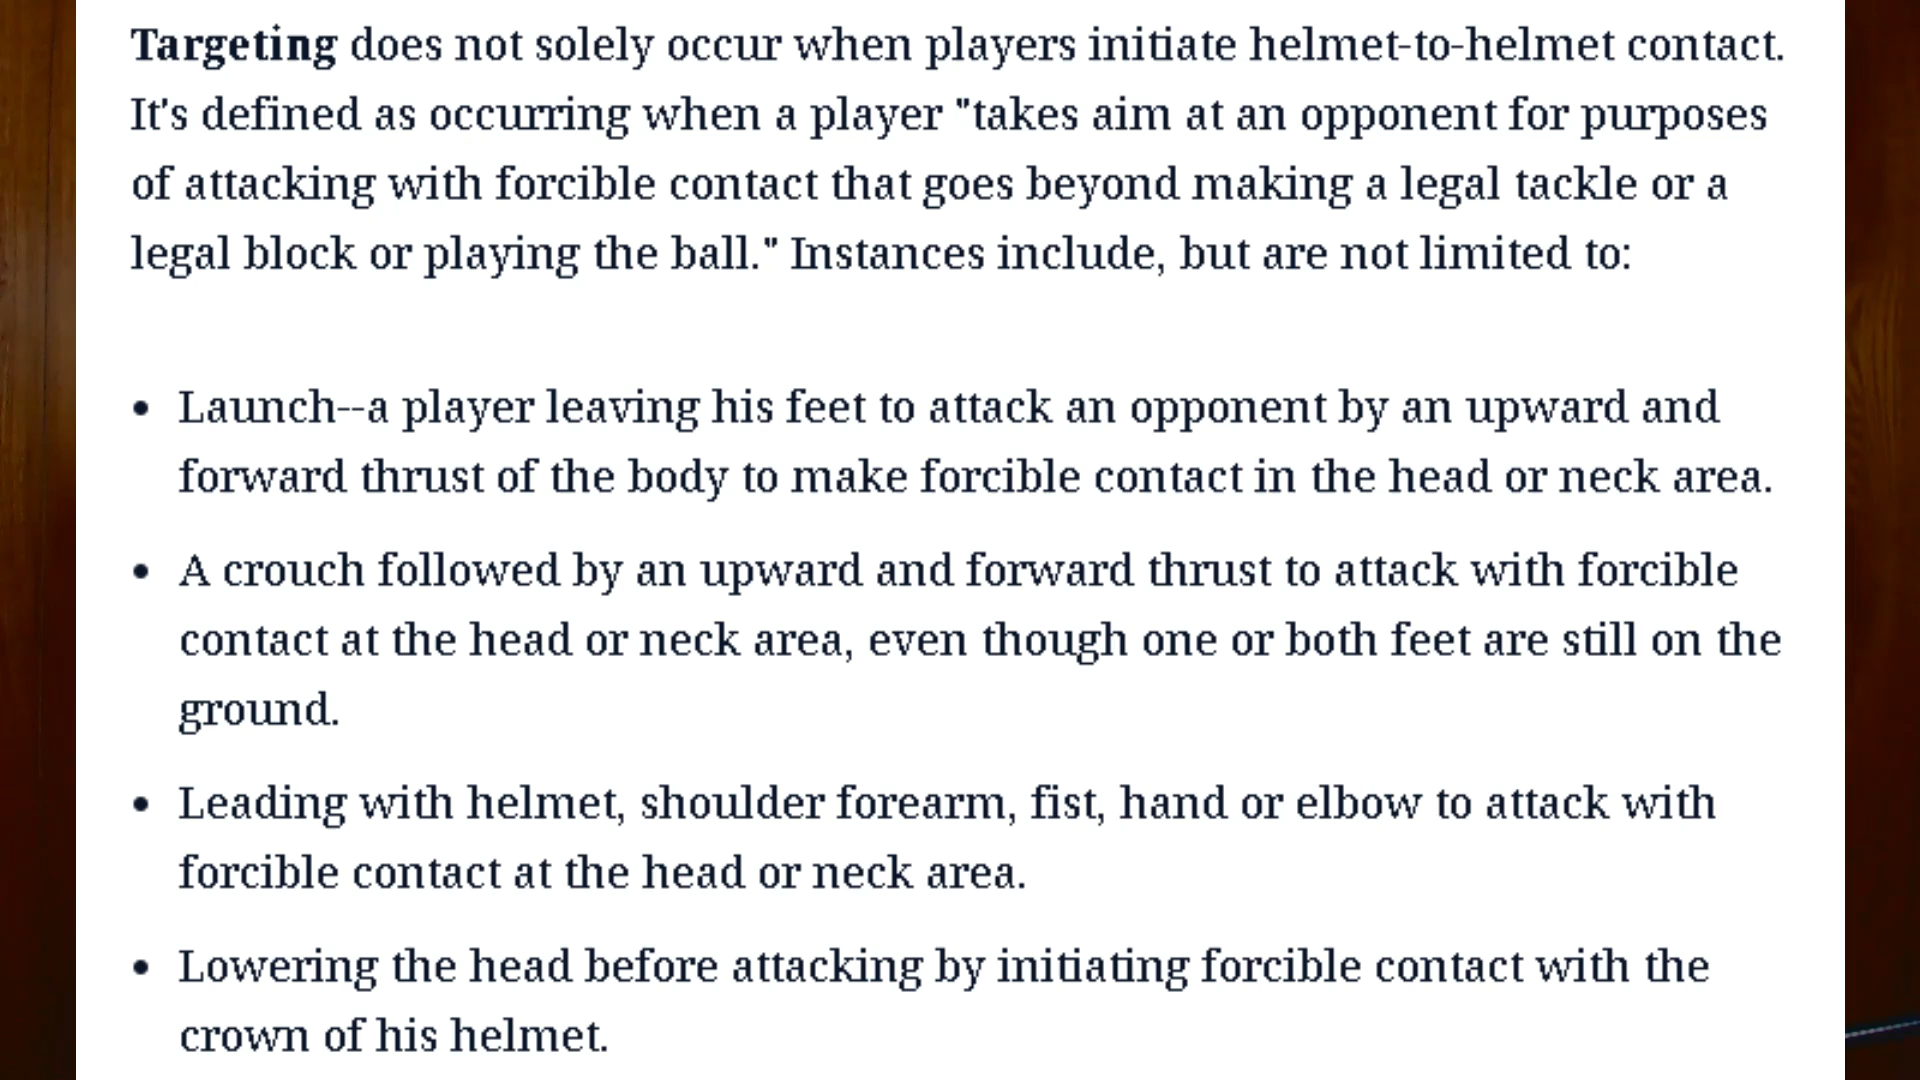 Targeting does not solely occur when players initiate helmet-to-helmet contact.
It's defined as occurring when a player "takes aim at an opponent for purposes
of attacking with forcible contact that goes beyond making a legal tackle or a
legal block or playing the ball." Instances include, but are not limited to:
• Launch--a player leaving his feet to attack an opponent by an upward and
forward thrust of the body to make forcible contact in the head or neck area.
• A crouch followed by an upward and forward thrust to attack with forcible
contact at the head or neck area, even though one or both feet are still on the
ground.
• Leading with helmet, shoulder forearm, fist, hand or elbow to attack with
forcible contact at the head or neck area.
• Lowering the head before attacking by initiating forcible contact with the
crown of his helmet.